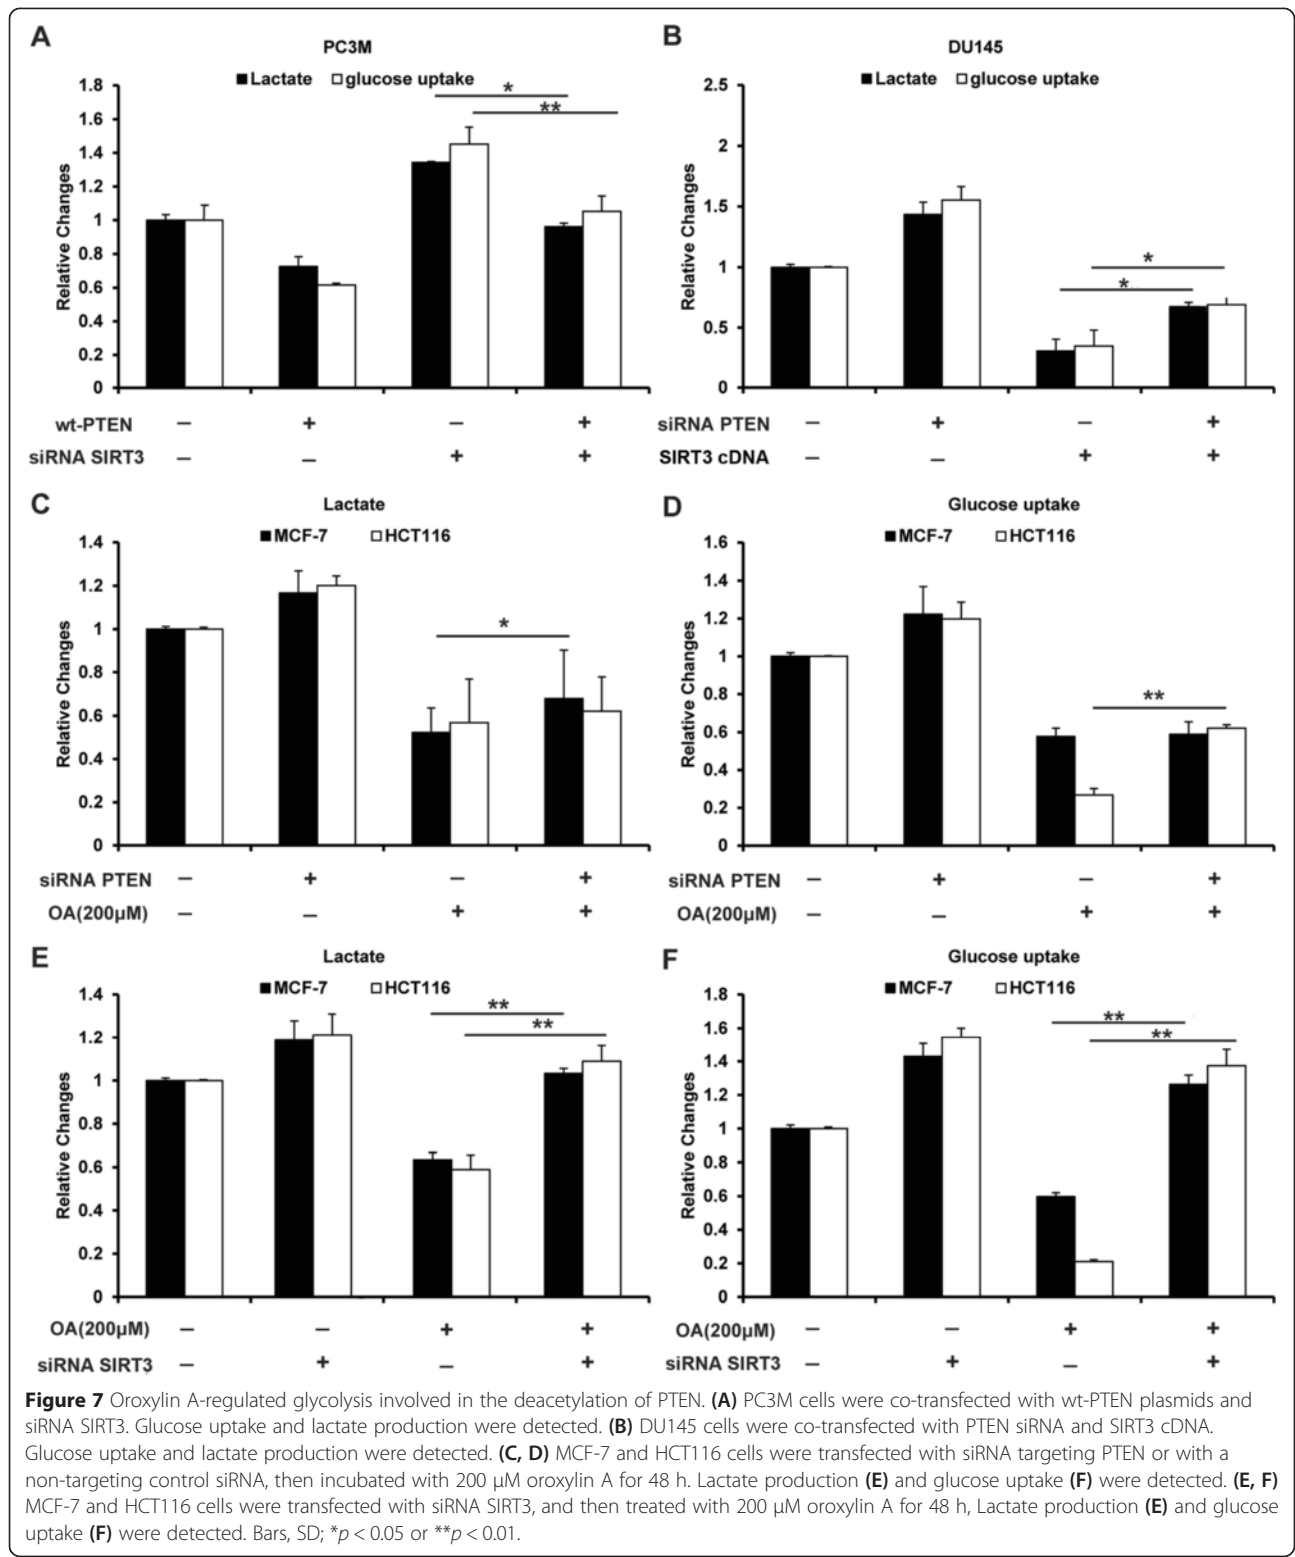 A
PC3M
Lactate glucose uptake
Relative Changes
1.8
1.6
1.4
1.2
1
0.8
0.6
0.4
0.2
0
*
**
wt-PTEN – + – +
siRNA SIRT3 – – + +
B
DU145
Lactate glucose uptake
Relative Changes
2.5
2
1.5
1
0.5
0
*
*
siRNA PTEN – + – +
SIRT3 cDNA – – + +
C
Lactate
MCF-7 HCT116
Relative Changes
1.4
1.2
1
0.8
0.6
0.4
0.2
0
*
siRNA PTEN – + – +
OA(200µM) – – + +
D
Glucose uptake
MCF-7 HCT116
Relative Changes
1.6
1.4
1.2
1
0.8
0.6
0.4
0.2
0
**
siRNA PTEN – + – +
OA(200µM) – – + +
E
Lactate
MCF-7 HCT116
Relative Changes
1.4
1.2
1
0.8
0.6
0.4
0.2
0
**
**
OA(200µM) – – + +
siRNA SIRT3 – + – +
F
Glucose uptake
MCF-7 HCT116
Relative Changes
1.8
1.6
1.4
1.2
1
0.8
0.6
0.4
0.2
0
**
**
OA(200µM) – – + +
siRNA SIRT3 – + – +
Figure 7 Oroxylin A-regulated glycolysis involved in the deacetylation of PTEN. (A) PC3M cells were co-transfected with wt-PTEN plasmids and
siRNA SIRT3. Glucose uptake and lactate production were detected. (B) DU145 cells were co-transfected with PTEN siRNA and SIRT3 cDNA.
Glucose uptake and lactate production were detected. (C, D) MCF-7 and HCT116 cells were transfected with siRNA targeting PTEN or with a
non-targeting control siRNA, then incubated with 200 µM oroxylin A for 48 h. Lactate production (E) and glucose uptake (F) were detected. (E, F)
MCF-7 and HCT116 cells were transfected with siRNA SIRT3, and then treated with 200 µM oroxylin A for 48 h, Lactate production (E) and glucose
uptake (F) were detected. Bars, SD; *p < 0.05 or **p < 0.01.